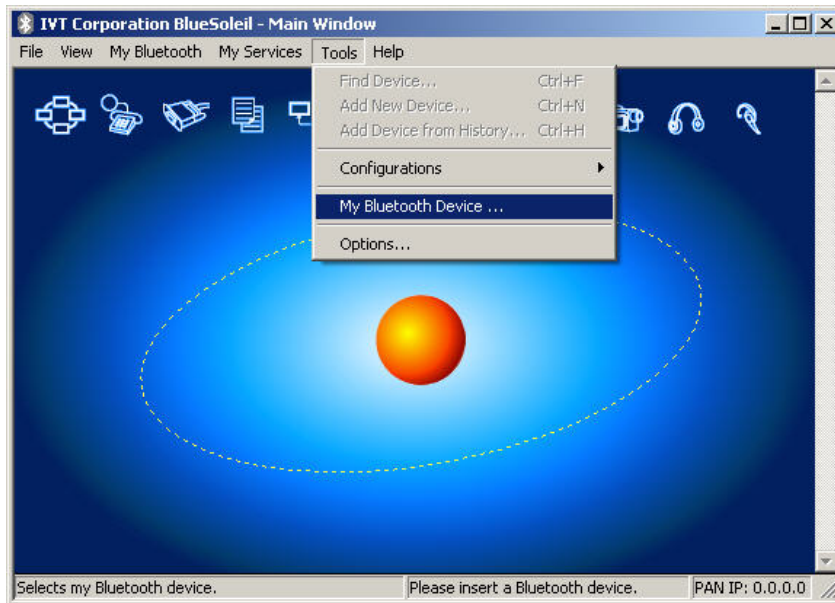 IVT Corporation BlueSoleil - Main Window
File View My Bluetooth My Services Tools Help
Find Device... Ctrl+F
Add New Device... Ctrl+N
Add Device from History... Ctrl+H
Configurations
My Bluetooth Device ...
Options...
Selects my Bluetooth device. Please insert a Bluetooth device. PAN IP: 0.0.0.0